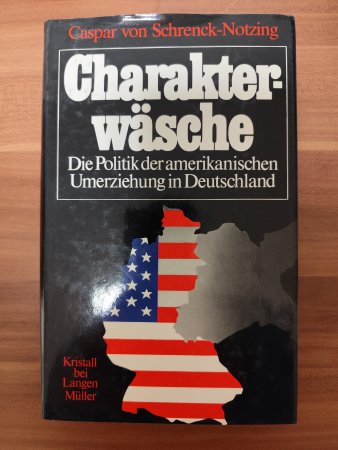 Caspar von Schrenck-Notzing
Charakter-
wäsche
Die Politik der amerikanischen
Umerziehung in Deutschland
Kristall
bei
Langen
Müller